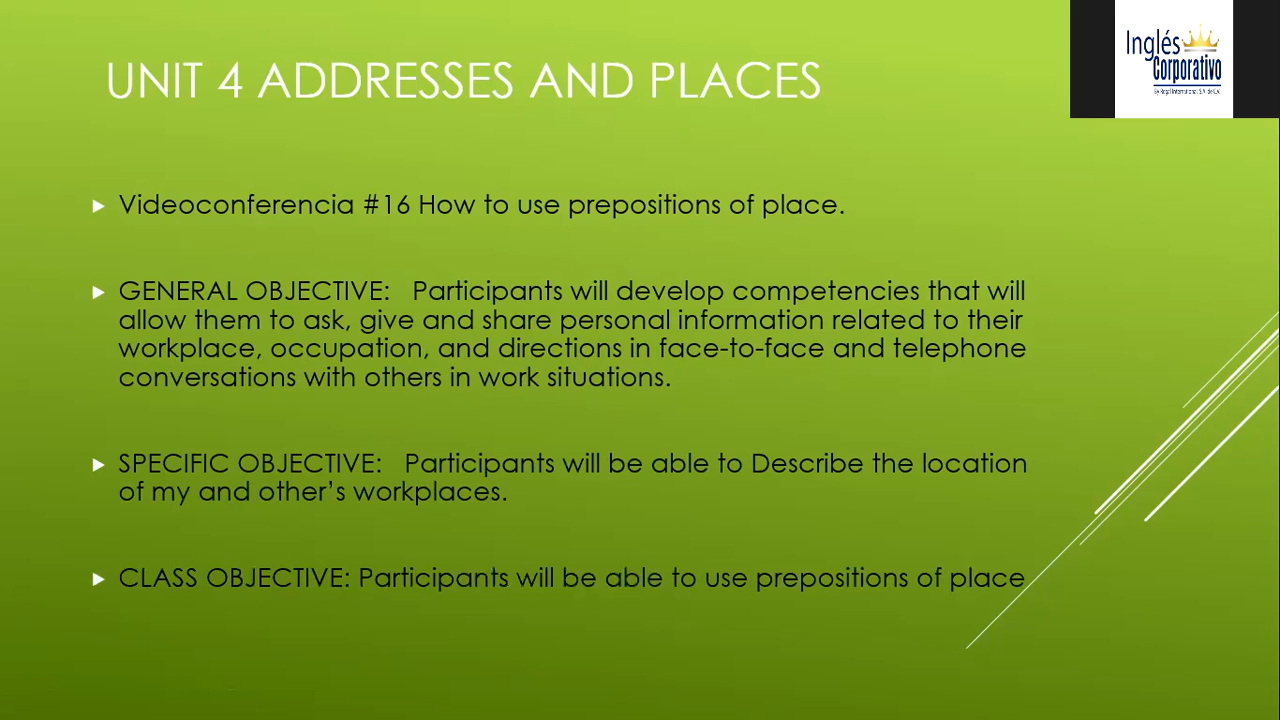 Inglés
Corporativo
By Regal International S.A. de C.V.
UNIT 4 ADDRESSES AND PLACES
Videoconferencia #16 How to use prepositions of place.
GENERAL OBJECTIVE: Participants will develop competencies that will
allow them to ask, give and share personal information related to their
workplace, occupation, and directions in face-to-face and telephone
conversations with others in work situations.
SPECIFIC OBJECTIVE: Participants will be able to Describe the location
of my and other’s workplaces.
CLASS OBJECTIVE: Participants will be able to use prepositions of place